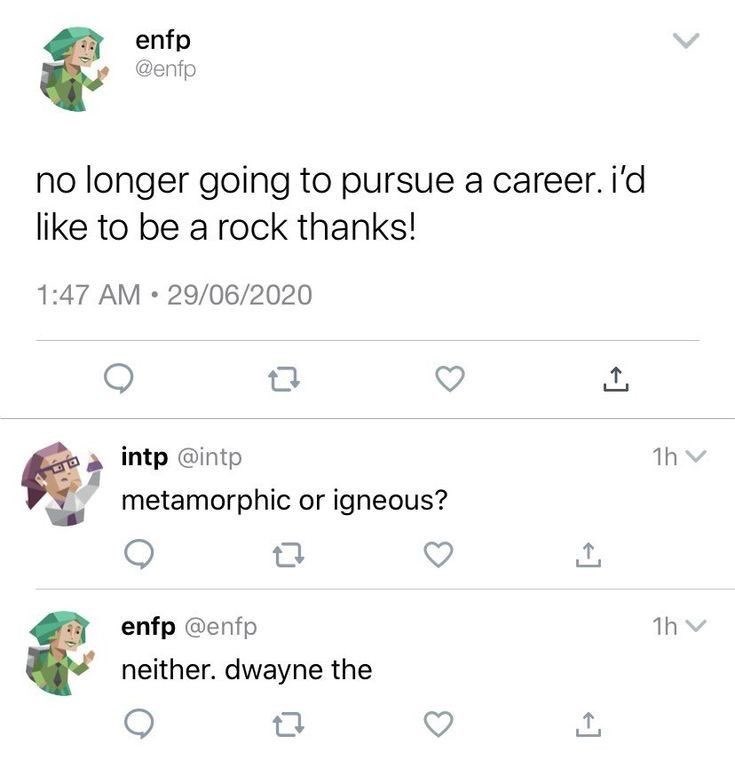 enfp
@enfp
no longer going to pursue a career. i'd
like to be a rock thanks!
1:47 AM • 29/06/2020
intp @intp 1h
metamorphic or igneous?
enfp @enfp 1h
neither. dwayne the